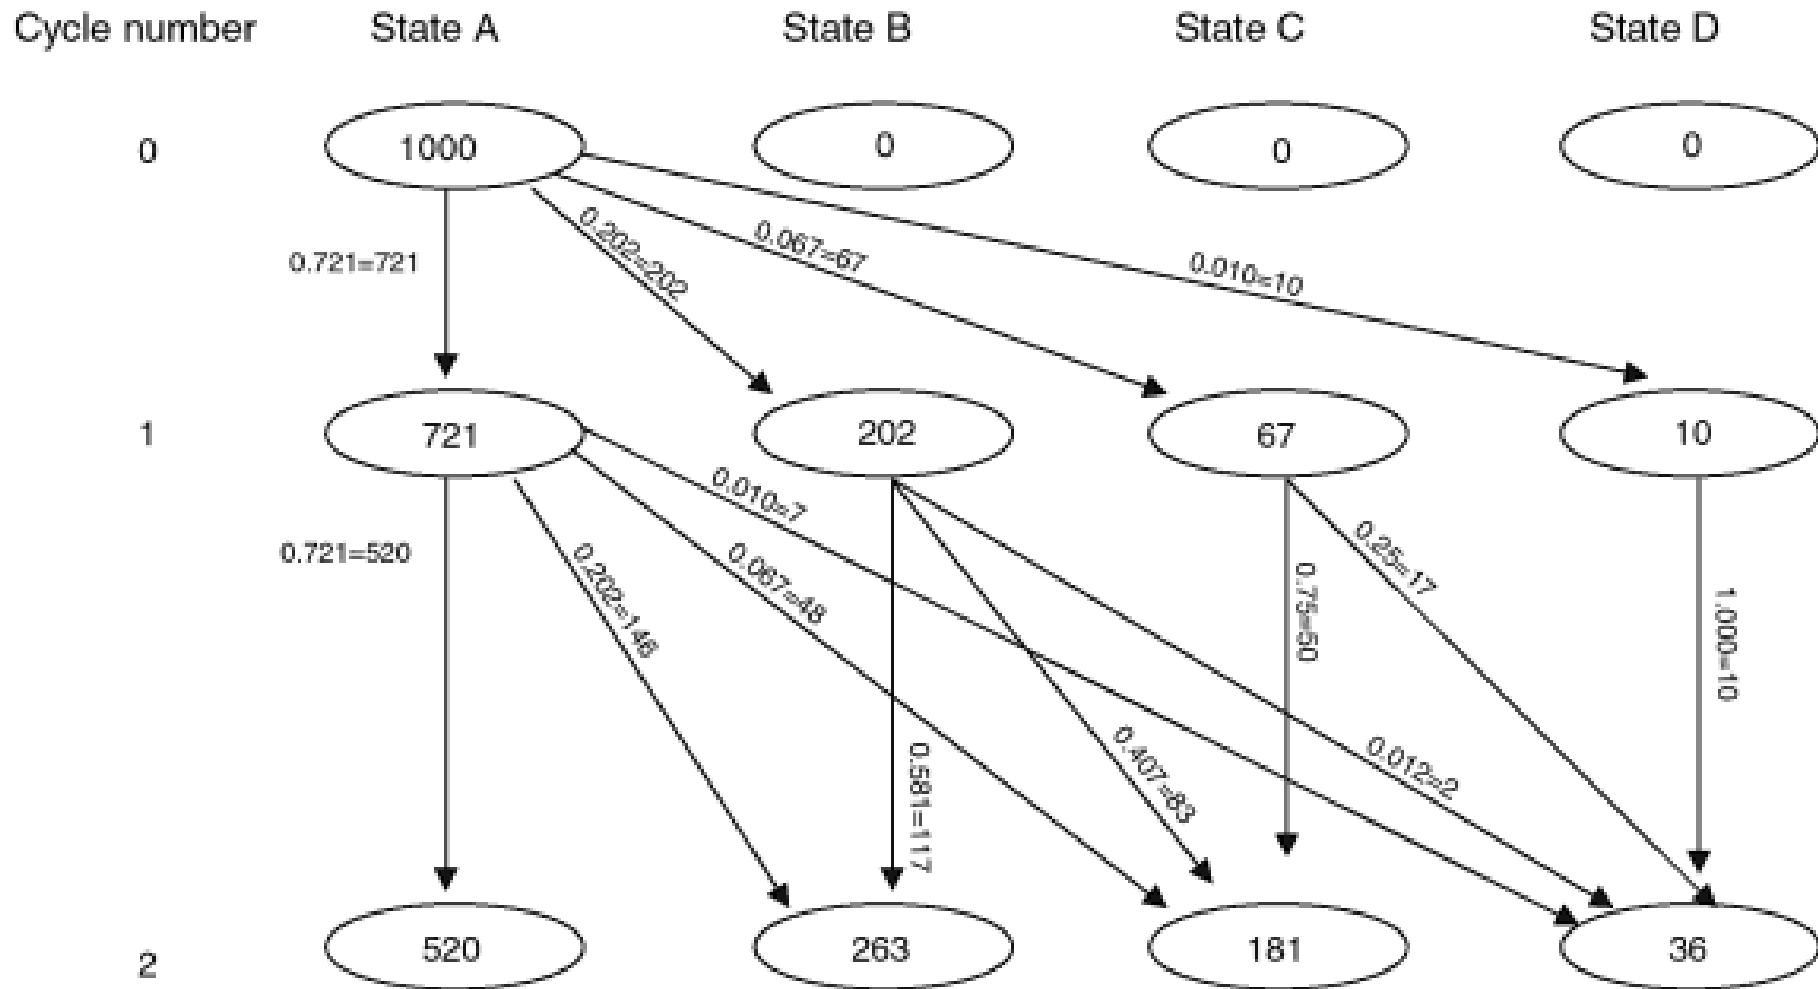 Cycle number State A State B State C State D
0 1000 0 0 0
0.721=721 0.202=202 0.067=67 0.010=10
1 721 202 67 10
0.721=520 0.202=146 0.067=48 0.010=7 0.581=117 0.407=83 0.012=2 0.75=50 0.25=17 1.000=10
2 520 263 181 36